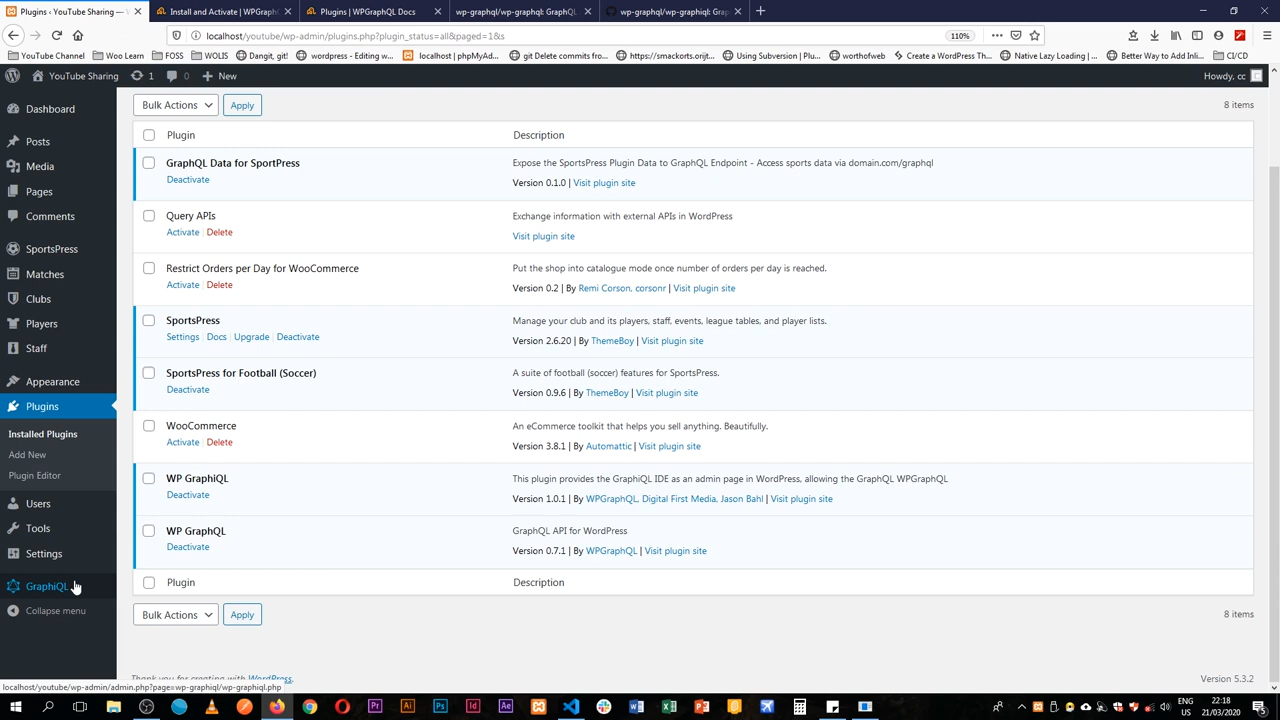 Plugins ‹ YouTube Sharing — W
Install and Activate | WPGraphQL
Plugins | WPGraphQL Docs
wp-graphql/wp-graphql: GraphQL
wp-graphql/wp-graphiql: Grap
localhost/youtube/wp-admin/plugins.php?plugin_status=all&paged=1&s
110%
YouTube Channel
Woo Learn
FOSS
WOLIS
Dangit, git!
wordpress - Editing w...
localhost | phpMyAd...
git Delete commits fro...
https://smackorts.orijt...
Using Subversion | Plu...
worthofweb
Create a WordPress Th...
Native Lazy Loading | ...
Better Way to Add Inli...
CI/CD
YouTube Sharing
1
0
New
Howdy, cc
Dashboard
Posts
Media
Pages
Comments
SportsPress
Matches
Clubs
Players
Staff
Appearance
Plugins
Installed Plugins
Add New
Plugin Editor
Users
Tools
Settings
GraphiQL
Collapse menu
Bulk Actions
Apply
8 items
Plugin
Description
GraphQL Data for SportPress
Deactivate
Expose the SportsPress Plugin Data to GraphQL Endpoint - Access sports data via domain.com/graphql
Version 0.1.0 | Visit plugin site
Query APIs
Activate | Delete
Exchange information with external APIs in WordPress
Visit plugin site
Restrict Orders per Day for WooCommerce
Activate | Delete
Put the shop into catalogue mode once number of orders per day is reached.
Version 0.2 | By Remi Corson, corsonr | Visit plugin site
SportsPress
Settings | Docs | Upgrade | Deactivate
Manage your club and its players, staff, events, league tables, and player lists.
Version 2.6.20 | By ThemeBoy | Visit plugin site
SportsPress for Football (Soccer)
Deactivate
A suite of football (soccer) features for SportsPress.
Version 0.9.6 | By ThemeBoy | Visit plugin site
WooCommerce
Activate | Delete
An eCommerce toolkit that helps you sell anything. Beautifully.
Version 3.8.1 | By Automattic | Visit plugin site
WP GraphiQL
Deactivate
This plugin provides the GraphiQL IDE as an admin page in WordPress, allowing the GraphQL WPGraphQL
Version 1.0.1 | By WPGraphQL, Digital First Media, Jason Bahl | Visit plugin site
WP GraphQL
Deactivate
GraphQL API for WordPress
Version 0.7.1 | By WPGraphQL | Visit plugin site
Plugin
Description
Bulk Actions
Apply
8 items
Thank you for creating with WordPress.
Version 5.3.2
localhost/youtube/wp-admin/admin.php?page=wp-graphiql/wp-graphiql.php
ENG
US
22:18
21/03/2020